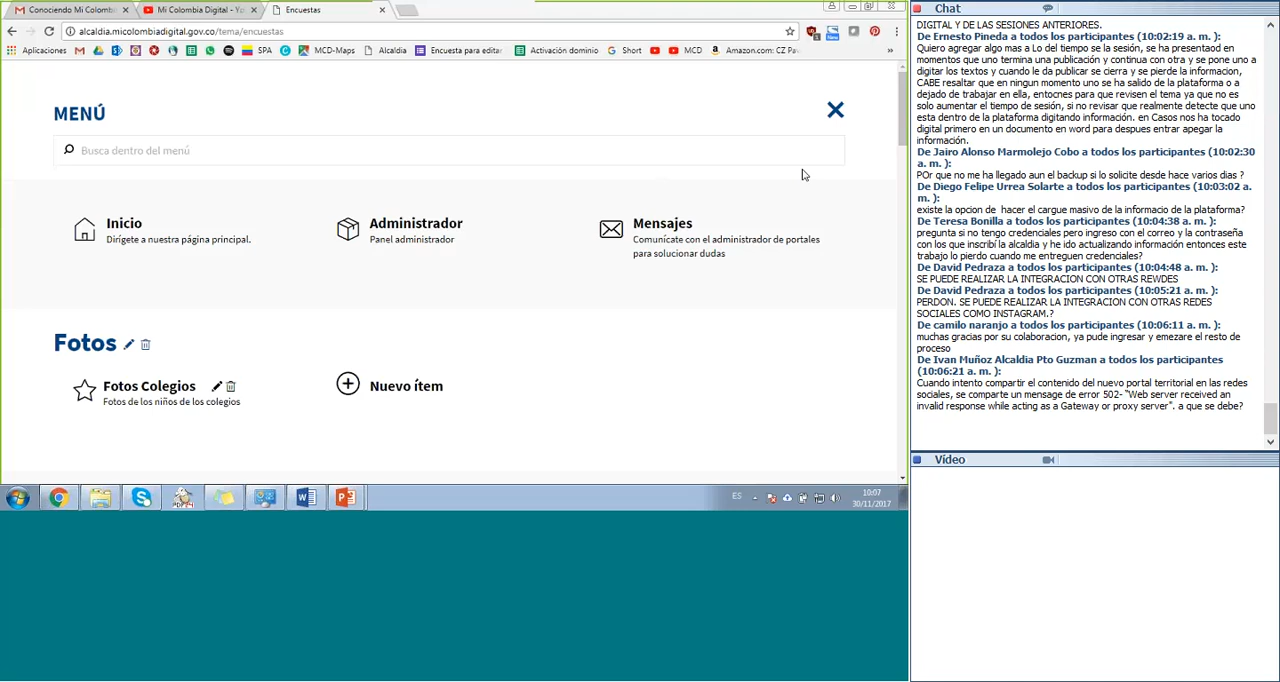 Conociendo Mi Colomb
Mi Colombia Digital - Yo
Encuestas
alcaldia.micolombiadigital.gov.co/tema/encuestas
Aplicaciones
SPA
MCD-Maps
Alcaldia
Encuesta para editar
Activación dominio
Short
MCD
Amazon.com: CZ Pa
MENÚ
Busca dentro del menú
Inicio
Dirígete a nuestra página principal.
Administrador
Panel administrador
Mensajes
Comunícate con el administrador de portales
para solucionar dudas
Fotos
Fotos Colegios
Fotos de los niños de los colegios
Nuevo ítem
ES
10:07
30/11/2017
Chat
DIGITAL Y DE LAS SESIONES ANTERIORES.
De Ernesto Pineda a todos los participantes (10:02:19 a. m. ):
Quiero agregar algo mas a Lo del tiempo se la sesión, se ha presentaod en
momentos que uno termina una publicación y continua con otra y se pone uno a
digitar los textos y cuando le da publicar se cierra y se pierde la informacion,
CABE resaltar que en ningun momento uno se ha salido de la plataforma o a
dejado de trabajar en ella, entocnes para que revisen el tema ya que no es
solo aumentar el tiempo de sesión, si no revisar que realmente detecte que uno
esta dentro de la plataforma digitando información. en Casos nos ha tocado
digital primero en un documento en word para despues entrar apegar la
información.
De Jairo Alonso Marmolejo Cobo a todos los participantes (10:02:30
a. m. ):
POr que no me ha llegado aun el backup si lo solicite desde hace varios dias ?
De Diego Felipe Urrea Solarte a todos los participantes (10:03:02 a.
m. ):
existe la opcion de hacer el cargue masivo de la informacio de la plataforma?
De Teresa Bonilla a todos los participantes (10:04:38 a. m. ):
pregunta si no tengo credenciales pero ingreso con el correo y la contraseña
con los que inscribí la alcaldia y he ido actualizando información entonces este
trabajo lo pierdo cuando me entreguen credenciales?
De David Pedraza a todos los participantes (10:04:48 a. m. ):
SE PUEDE REALIZAR LA INTEGRACION CON OTRAS REWDES
De David Pedraza a todos los participantes (10:05:21 a. m. ):
PERDON. SE PUEDE REALIZAR LA INTEGRACION CON OTRAS REDES
SOCIALES COMO INSTAGRAM.?
De camilo naranjo a todos los participantes (10:06:11 a. m. ):
muchas gracias por su colaboracion, ya pude ingresar y emezare el resto de
proceso
De Ivan Muñoz Alcaldia Pto Guzman a todos los participantes
(10:06:21 a. m. ):
Cuando intento compartir el contenido del nuevo portal territorial en las redes
sociales, se comparte un mensaje de error 502- "Web server received an
invalid response while acting as a Gateway or proxy server". a que se debe?
Vídeo